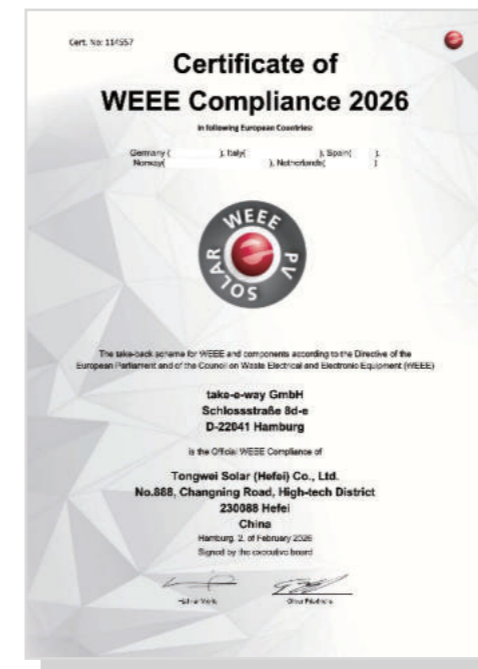 Cert. No: 114557
Certificate of
WEEE Compliance 2026
In following European Countries:
Germany ( ), Italy( ), Spain( ),
Norway( ), Netherlands( )
WEEE
PV
SOLAR
The take-back scheme for WEEE and components according to the Directive of the
European Parliament and of the Council on Waste Electrical and Electronic Equipment (WEEE)
take-e-way GmbH
Schlossstraße 8d-e
D-22041 Hamburg
is the Official WEEE Compliance of
Tongwei Solar (Hefei) Co., Ltd.
No.888, Changning Road, High-tech District
230088 Hefei
China
Hamburg, 2. of February 2026
Signed by the executive board